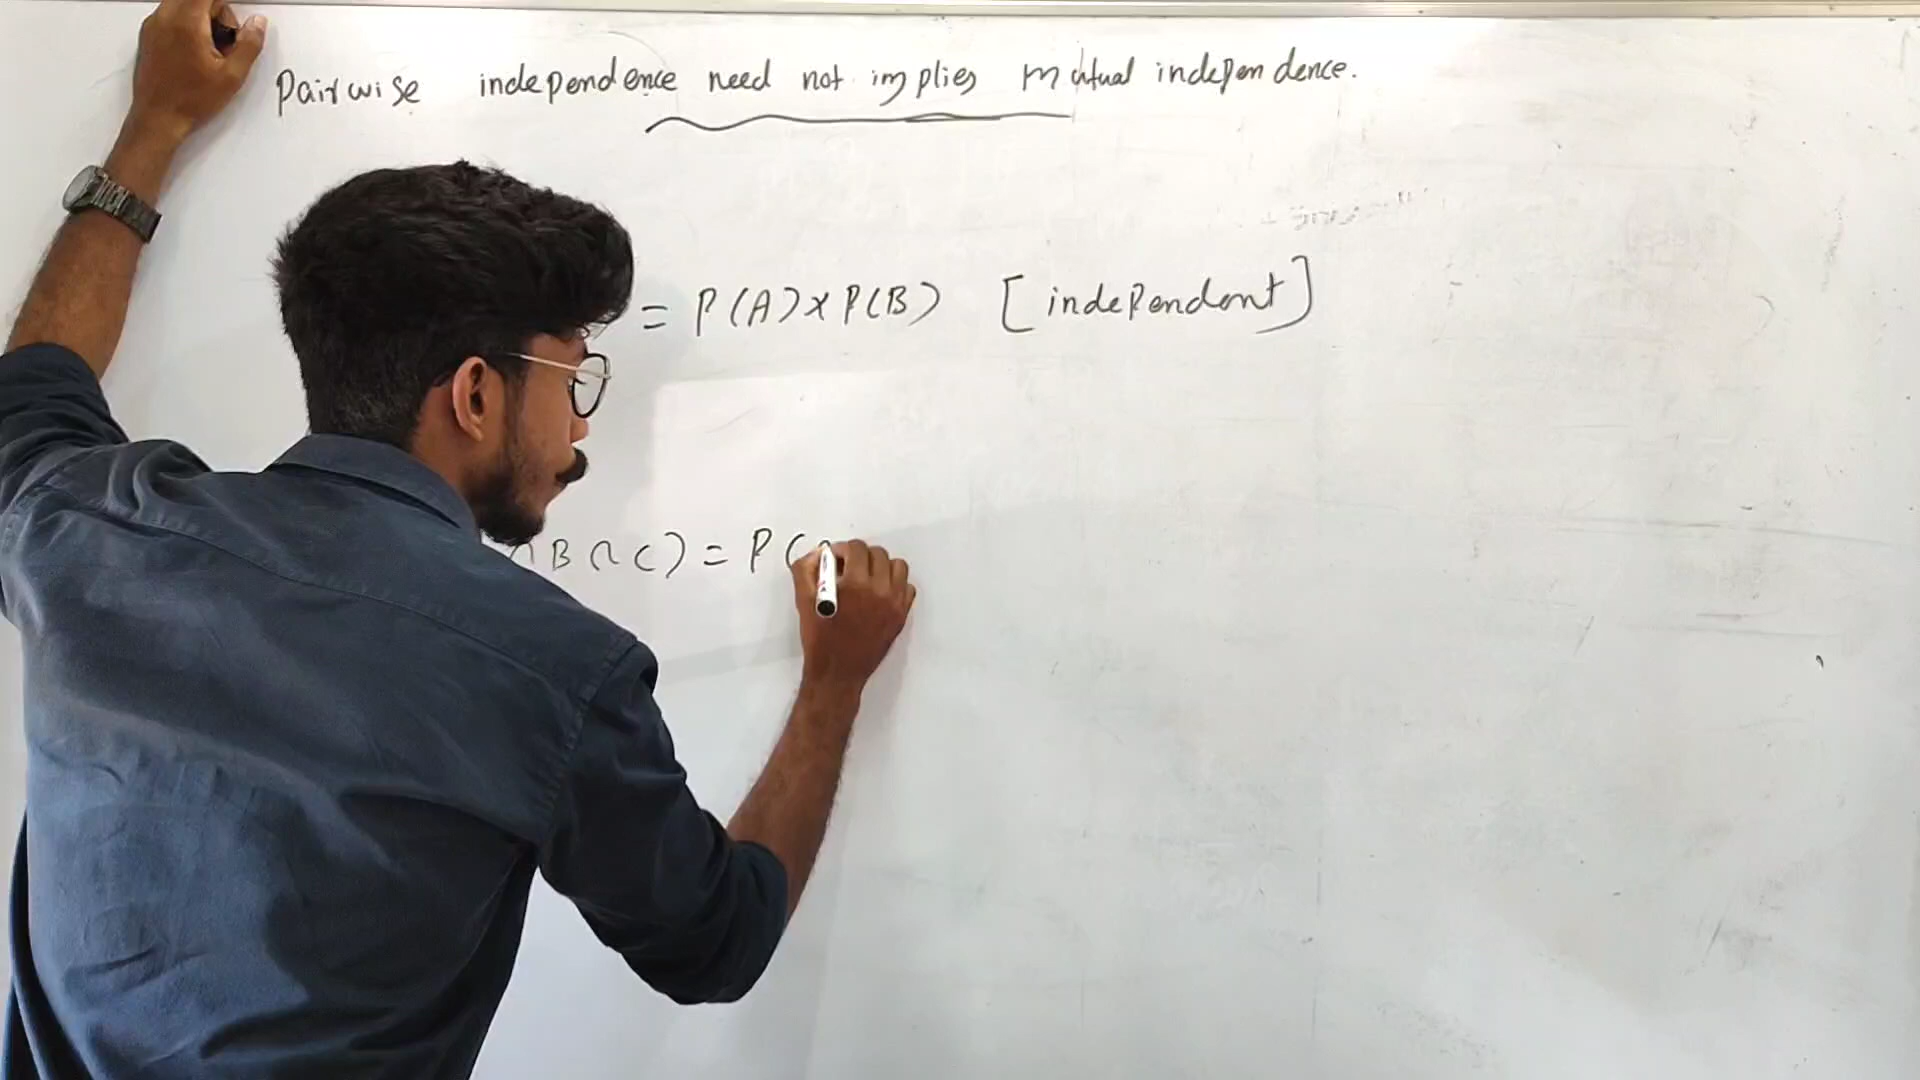 Pairwise independence need not implies mutual independence.
= P(A)×P(B) [independent]
∩B∩C) = P(